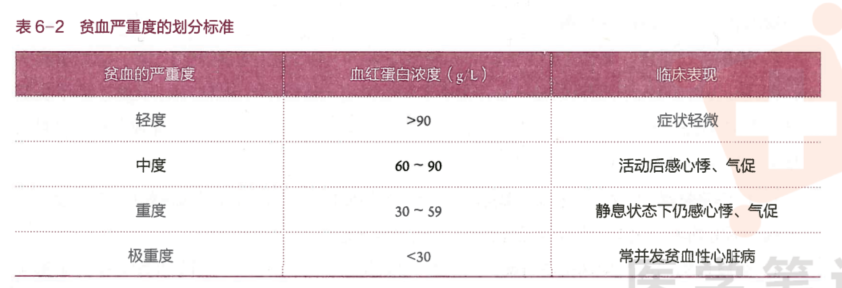 表 6-2 贫血严重度的划分标准
贫血的严重度 血红蛋白浓度（g/L） 临床表现
轻度 >90 症状轻微
中度 60～90 活动后感心悸、气促
重度 30～59 静息状态下仍感心悸、气促
极重度 <30 常并发贫血性心脏病
医学笔记